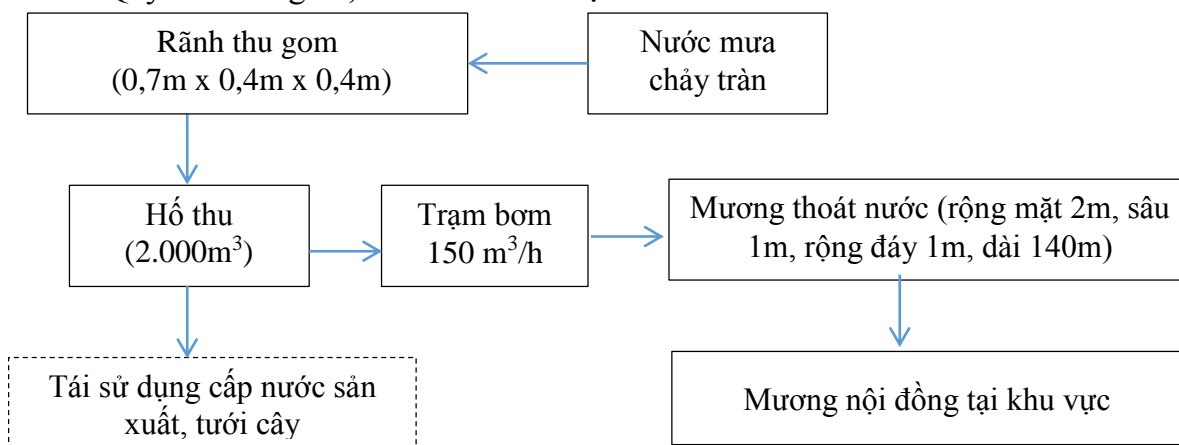 Rãnh thu gom
(0,7m x 0,4m x 0,4m)
Nước mưa
chảy tràn
Hố thu
(2.000m³)
Trạm bơm
150 m³/h
Mương thoát nước (rộng mặt 2m, sâu
1m, rộng đáy 1m, dài 140m)
Tái sử dụng cấp nước sản
xuất, tưới cây
Mương nội đồng tại khu vực